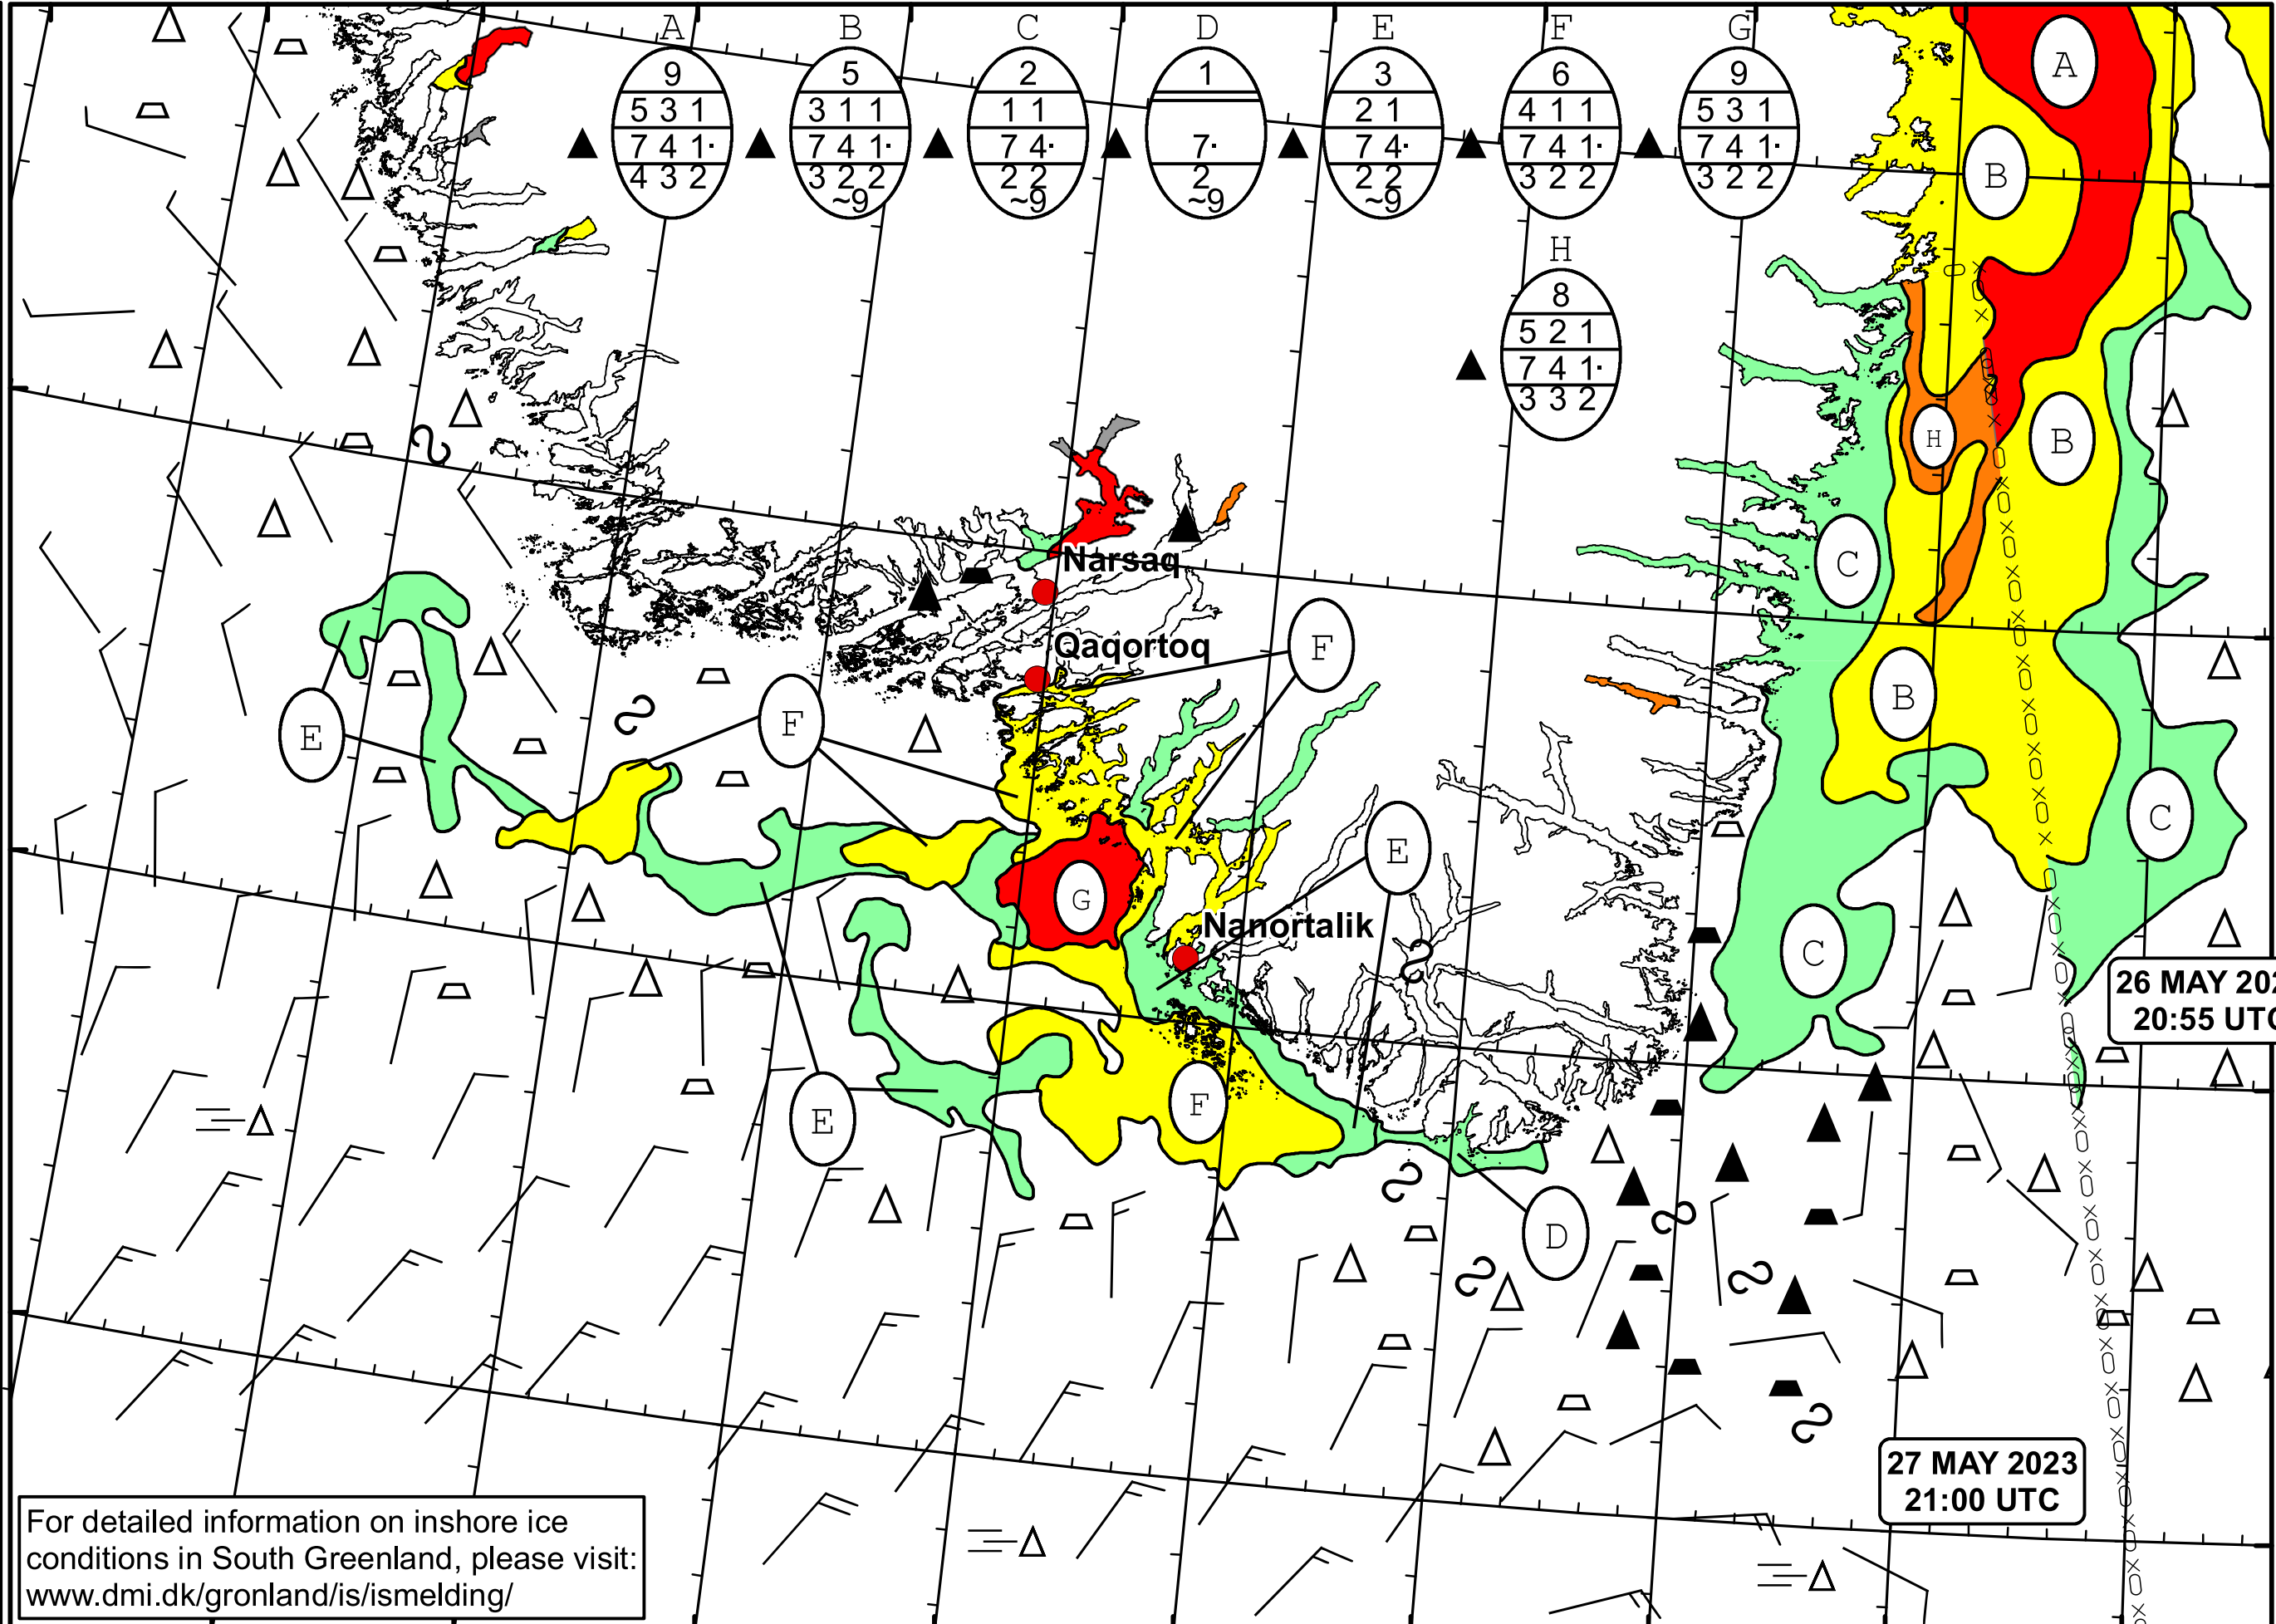 A B C D E F G
9 5 2 1 3 6 9
5 3 1 3 1 1 1 1 2 1 4 1 1 5 3 1
7 4 1· 7 4 1· 7 4· 7· 7 4· 7 4 1· 7 4 1·
4 3 2 3 2 2 2 2 2 2 2 3 2 2 3 2 2
~9 ~9 ~9 ~9
H
8
5 2 1
7 4 1·
3 3 2
A
B
H
B
C
Narsaq
Qaqortoq
F
B
E
F
C
E
G
Nanortalik
C
26 MAY 202
20:55 UTC
F
E
D
27 MAY 2023
21:00 UTC
For detailed information on inshore ice
conditions in South Greenland, please visit:
www.dmi.dk/gronland/is/ismelding/